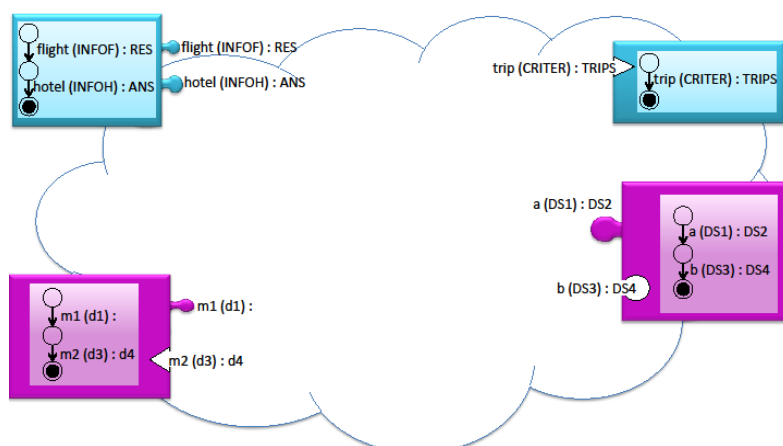 flight (INFOF) : RES
hotel (INFOH) : ANS
flight (INFOF) : RES
hotel (INFOH) : ANS
trip (CRITER) : TRIPS
trip (CRITER) : TRIPS
a (DS1) : DS2
b (DS3) : DS4
a (DS1) : DS2
b (DS3) : DS4
m1 (d1) :
m2 (d3) : d4
m1 (d1) :
m2 (d3) : d4